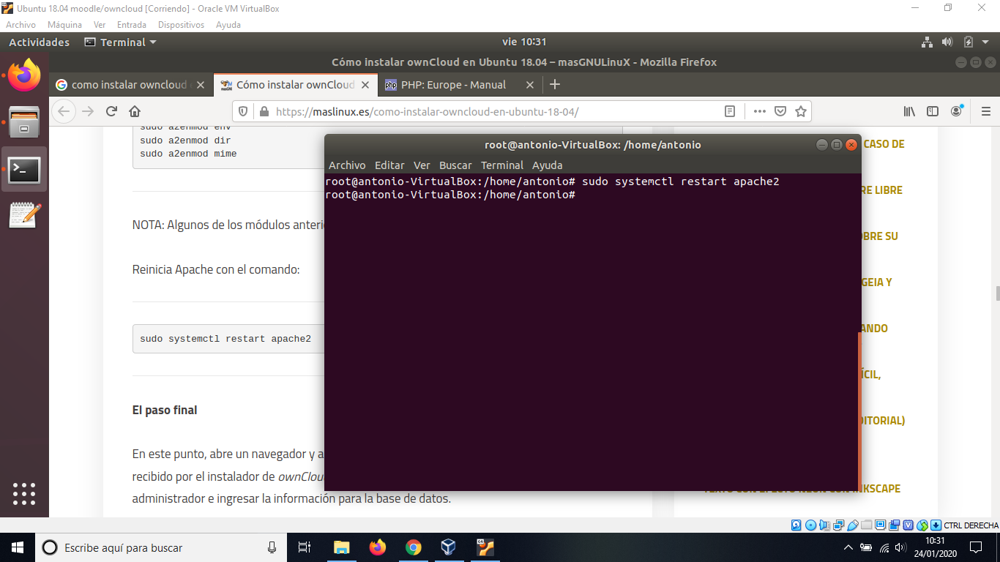 Ubuntu 18.04 moodle/owncloud [Corriendo] - Oracle VM VirtualBox
Archivo Máquina Ver Entrada Dispositivos Ayuda
Actividades Terminal vie 10:31
Cómo instalar ownCloud en Ubuntu 18.04 – masGNULinuX - Mozilla Firefox
como instalar owncloud Cómo instalar ownCloud PHP: Europe - Manual
https://maslinux.es/como-instalar-owncloud-en-ubuntu-18-04/
sudo a2enmod env
sudo a2enmod dir
sudo a2enmod mime
NOTA: Algunos de los módulos anteri
Reinicia Apache con el comando:
sudo systemctl restart apache2
El paso final
En este punto, abre un navegador y a
recibido por el instalador de ownClou
administrador e ingresar la información para la base de datos.
root@antonio-VirtualBox: /home/antonio
Archivo Editar Ver Buscar Terminal Ayuda
root@antonio-VirtualBox:/home/antonio# sudo systemctl restart apache2
root@antonio-VirtualBox:/home/antonio#
CASO DE
RE LIBRE
OBRE SU
GEIA Y
ANDO
ÍCIL,
DITORIAL)
TEXTO CON EFECTO NEÓN CON INKSCAPE
CTRL DERECHA
Escribe aquí para buscar
10:31
24/01/2020